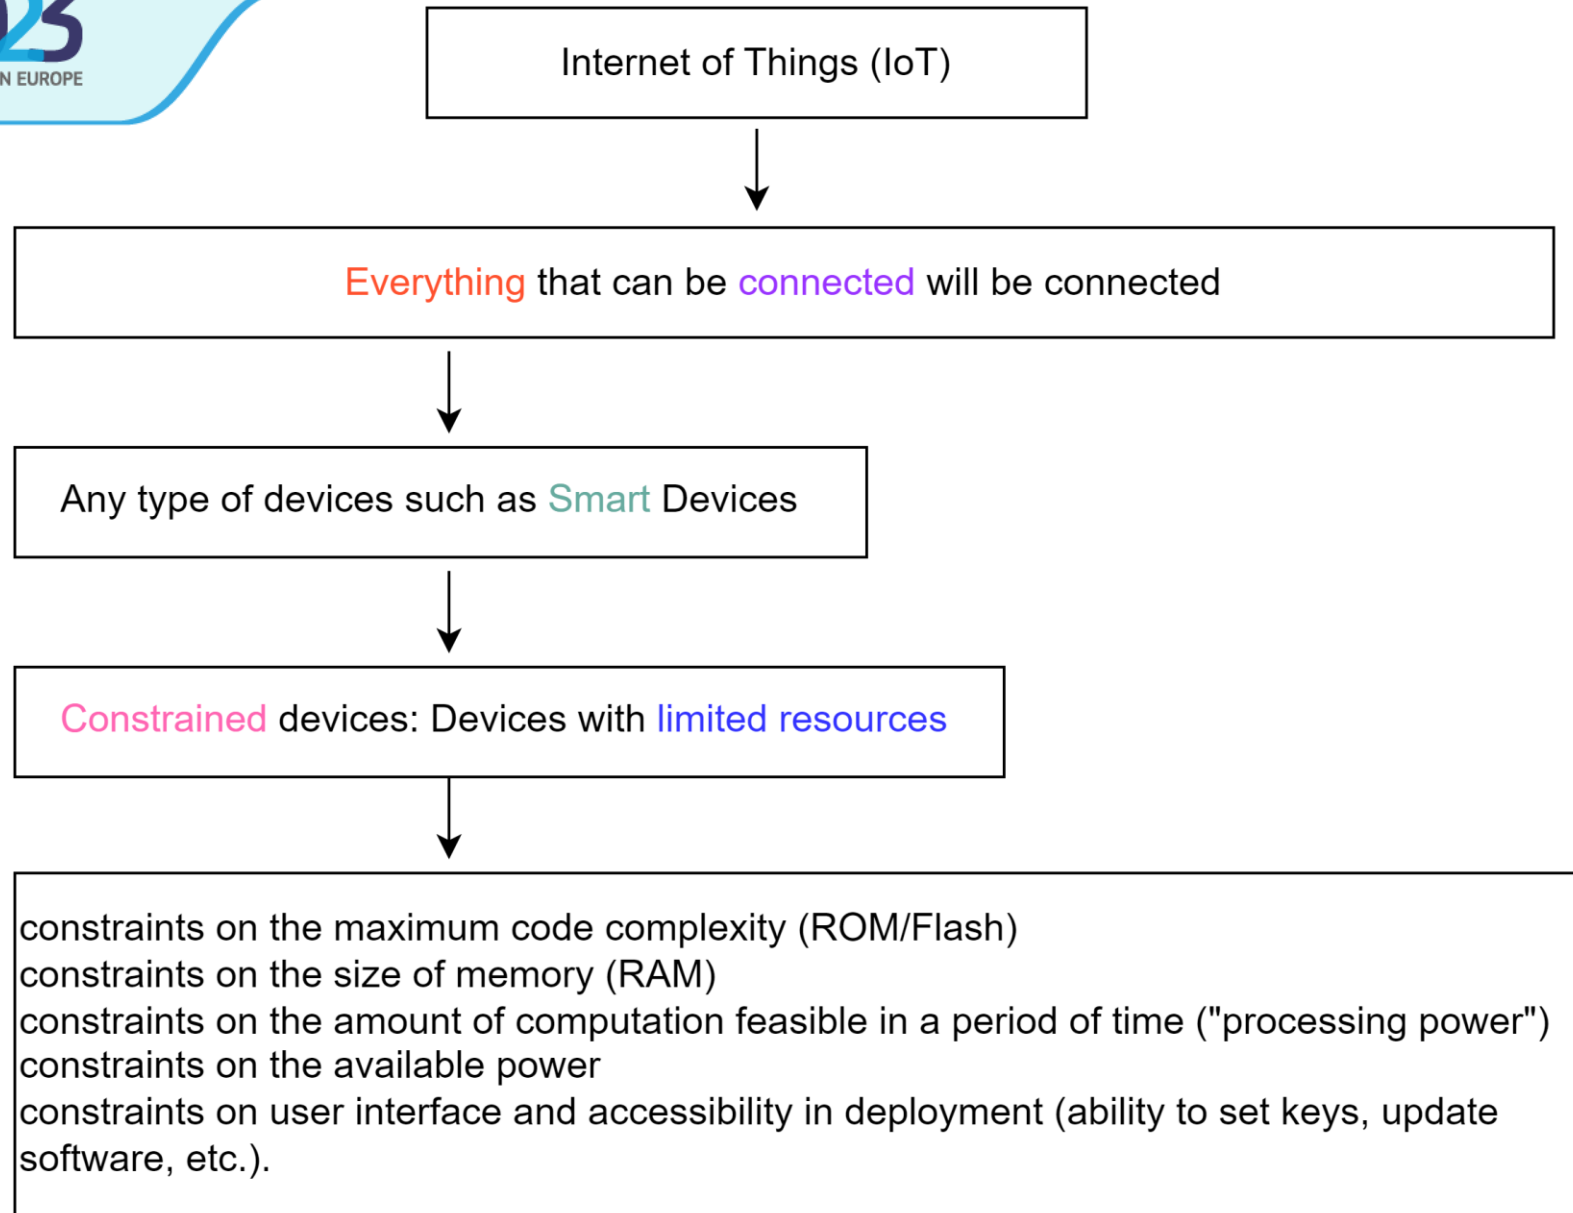 23
N EUROPE
Internet of Things (IoT)
Everything that can be connected will be connected
Any type of devices such as Smart Devices
Constrained devices: Devices with limited resources
constraints on the maximum code complexity (ROM/Flash)
constraints on the size of memory (RAM)
constraints on the amount of computation feasible in a period of time ("processing power")
constraints on the available power
constraints on user interface and accessibility in deployment (ability to set keys, update
software, etc.).